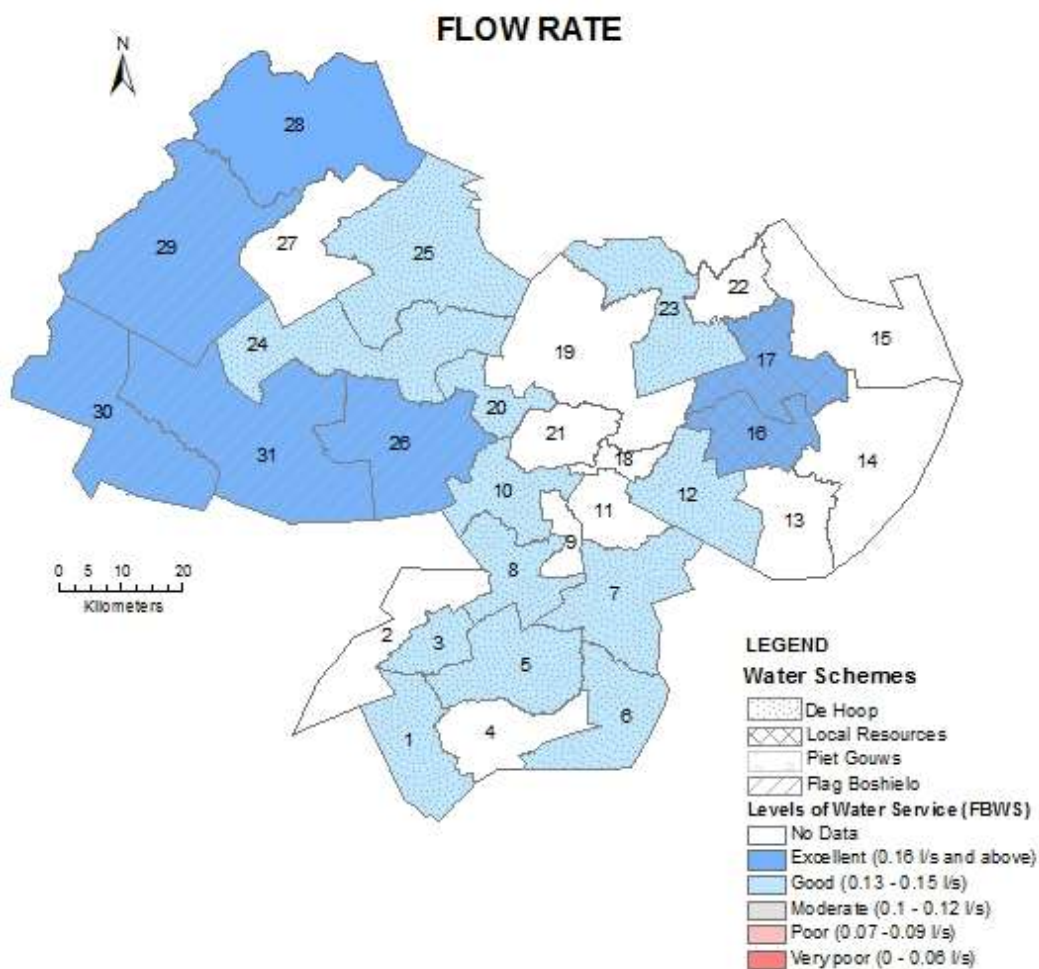 FLOW RATE
N
28
29
27
25
22
23
15
24
19
17
30
20
26
21
16
31
18
14
10
12
11
13
9
8
7
2
3
5
6
1
4
0 5 10 20
Kilometers
LEGEND
Water Schemes
De Hoop
Local Resources
Piet Gouws
Flag Boshielo
Levels of Water Service (FBWS)
No Data
Excellent (0.16 l/s and above)
Good (0.13 - 0.15 l/s)
Moderate (0.1 - 0.12 l/s)
Poor (0.07 - 0.09 l/s)
Very poor (0 - 0.06 l/s)